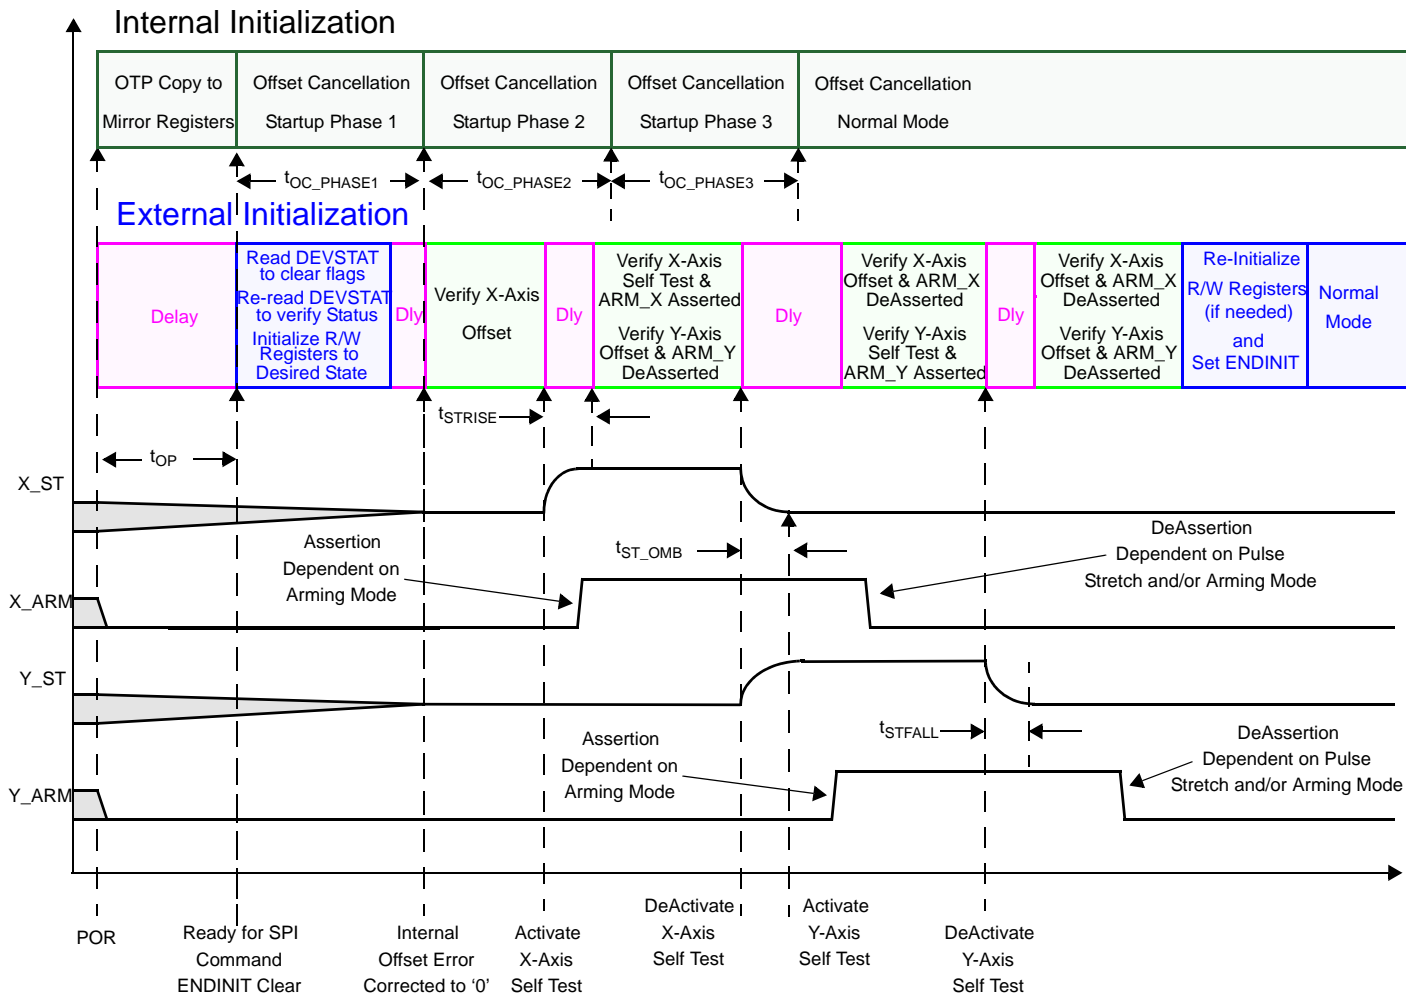 Internal Initialization
OTP Copy to
Mirror Registers
Offset Cancellation
Startup Phase 1
Offset Cancellation
Startup Phase 2
Offset Cancellation
Startup Phase 3
Offset Cancellation
Normal Mode
tOC_PHASE1
tOC_PHASE2
tOC_PHASE3
External Initialization
Delay
Read DEVSTAT
to clear flags
Re-read DEVSTAT
to verify Status
Initialize R/W
Registers to
Desired State
Dly
Verify X-Axis
Offset
Dly
Verify X-Axis
Self Test &
ARM_X Asserted
Verify Y-Axis
Offset & ARM_Y
DeAsserted
Dly
Verify X-Axis
Offset & ARM_X
DeAsserted
Verify Y-Axis
Self Test &
ARM_Y Asserted
Dly
Verify X-Axis
Offset & ARM_X
DeAsserted
Verify Y-Axis
Offset & ARM_Y
DeAsserted
Re-Initialize
R/W Registers
(if needed)
and
Set ENDINIT
Normal
Mode
tSTRISE
tOP
X_ST
Assertion
Dependent on
Arming Mode
tST_OMB
DeAssertion
Dependent on Pulse
Stretch and/or Arming Mode
X_ARM
Y_ST
Assertion
Dependent on
Arming Mode
tSTFALL
DeAssertion
Dependent on Pulse
Stretch and/or Arming Mode
Y_ARM
POR
Ready for SPI
Command
ENDINIT Clear
Internal
Offset Error
Corrected to ‘0’
Activate
X-Axis
Self Test
DeActivate
X-Axis
Self Test
Activate
Y-Axis
Self Test
DeActivate
Y-Axis
Self Test